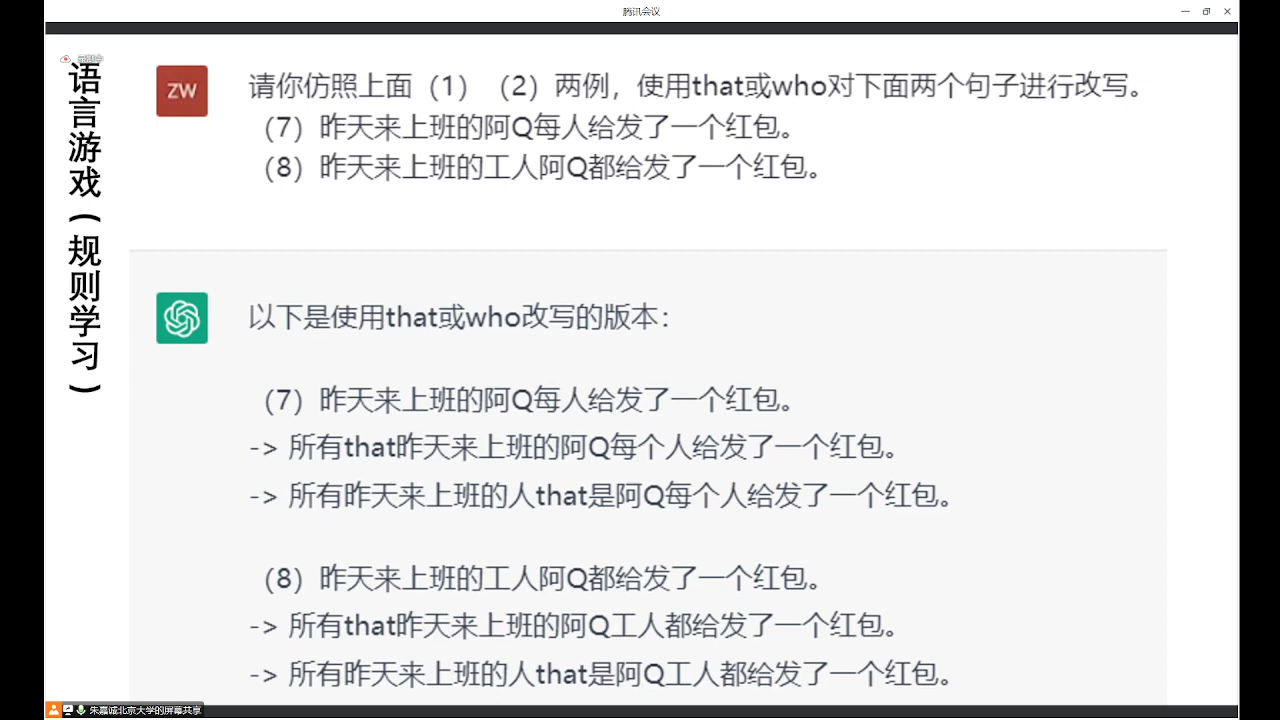 腾讯会议
语言游戏(规则学习)
ZW
请你仿照上面（1）（2）两例，使用that或who对下面两个句子进行改写。
（7）昨天来上班的阿Q每人给发了一个红包。
（8）昨天来上班的工人阿Q都给发了一个红包。
以下是使用that或who改写的版本：
（7）昨天来上班的阿Q每人给发了一个红包。
-> 所有that昨天来上班的阿Q每个人给发了一个红包。
-> 所有昨天来上班的人that是阿Q每个人给发了一个红包。
（8）昨天来上班的工人阿Q都给发了一个红包。
-> 所有that昨天来上班的阿Q工人都给发了一个红包。
-> 所有昨天来上班的人that是阿Q工人都给发了一个红包。
朱嘉诚北京大学的屏幕共享